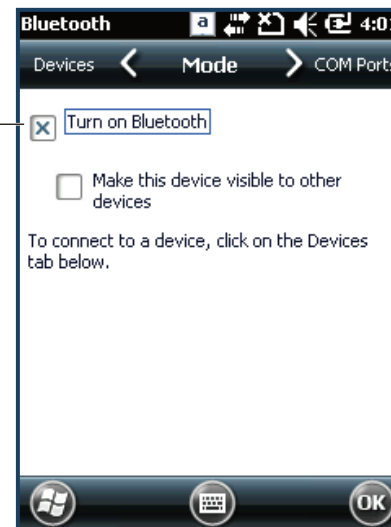 Bluetooth a 4:01
Devices Mode COM Ports
Turn on Bluetooth
Make this device visible to other
devices
To connect to a device, click on the Devices
tab below.
OK